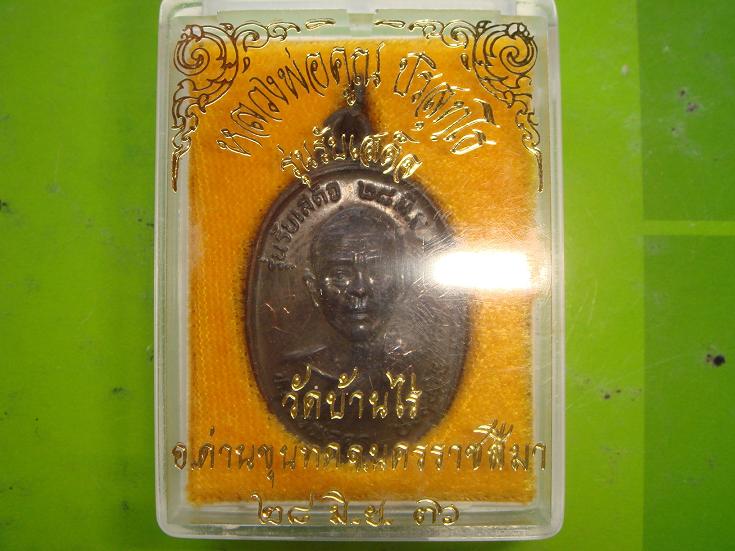 หลวงพ่อคูณ ปริสุทโธ
รุ่นรับเสด็จ
รุ่นรับเสด็จ ๒๘ มิ.ย
วัดบ้านไร่
อ.ด่านขุนทด จ.นครราชสีมา
๒๘ มิ.ย. ๓๖